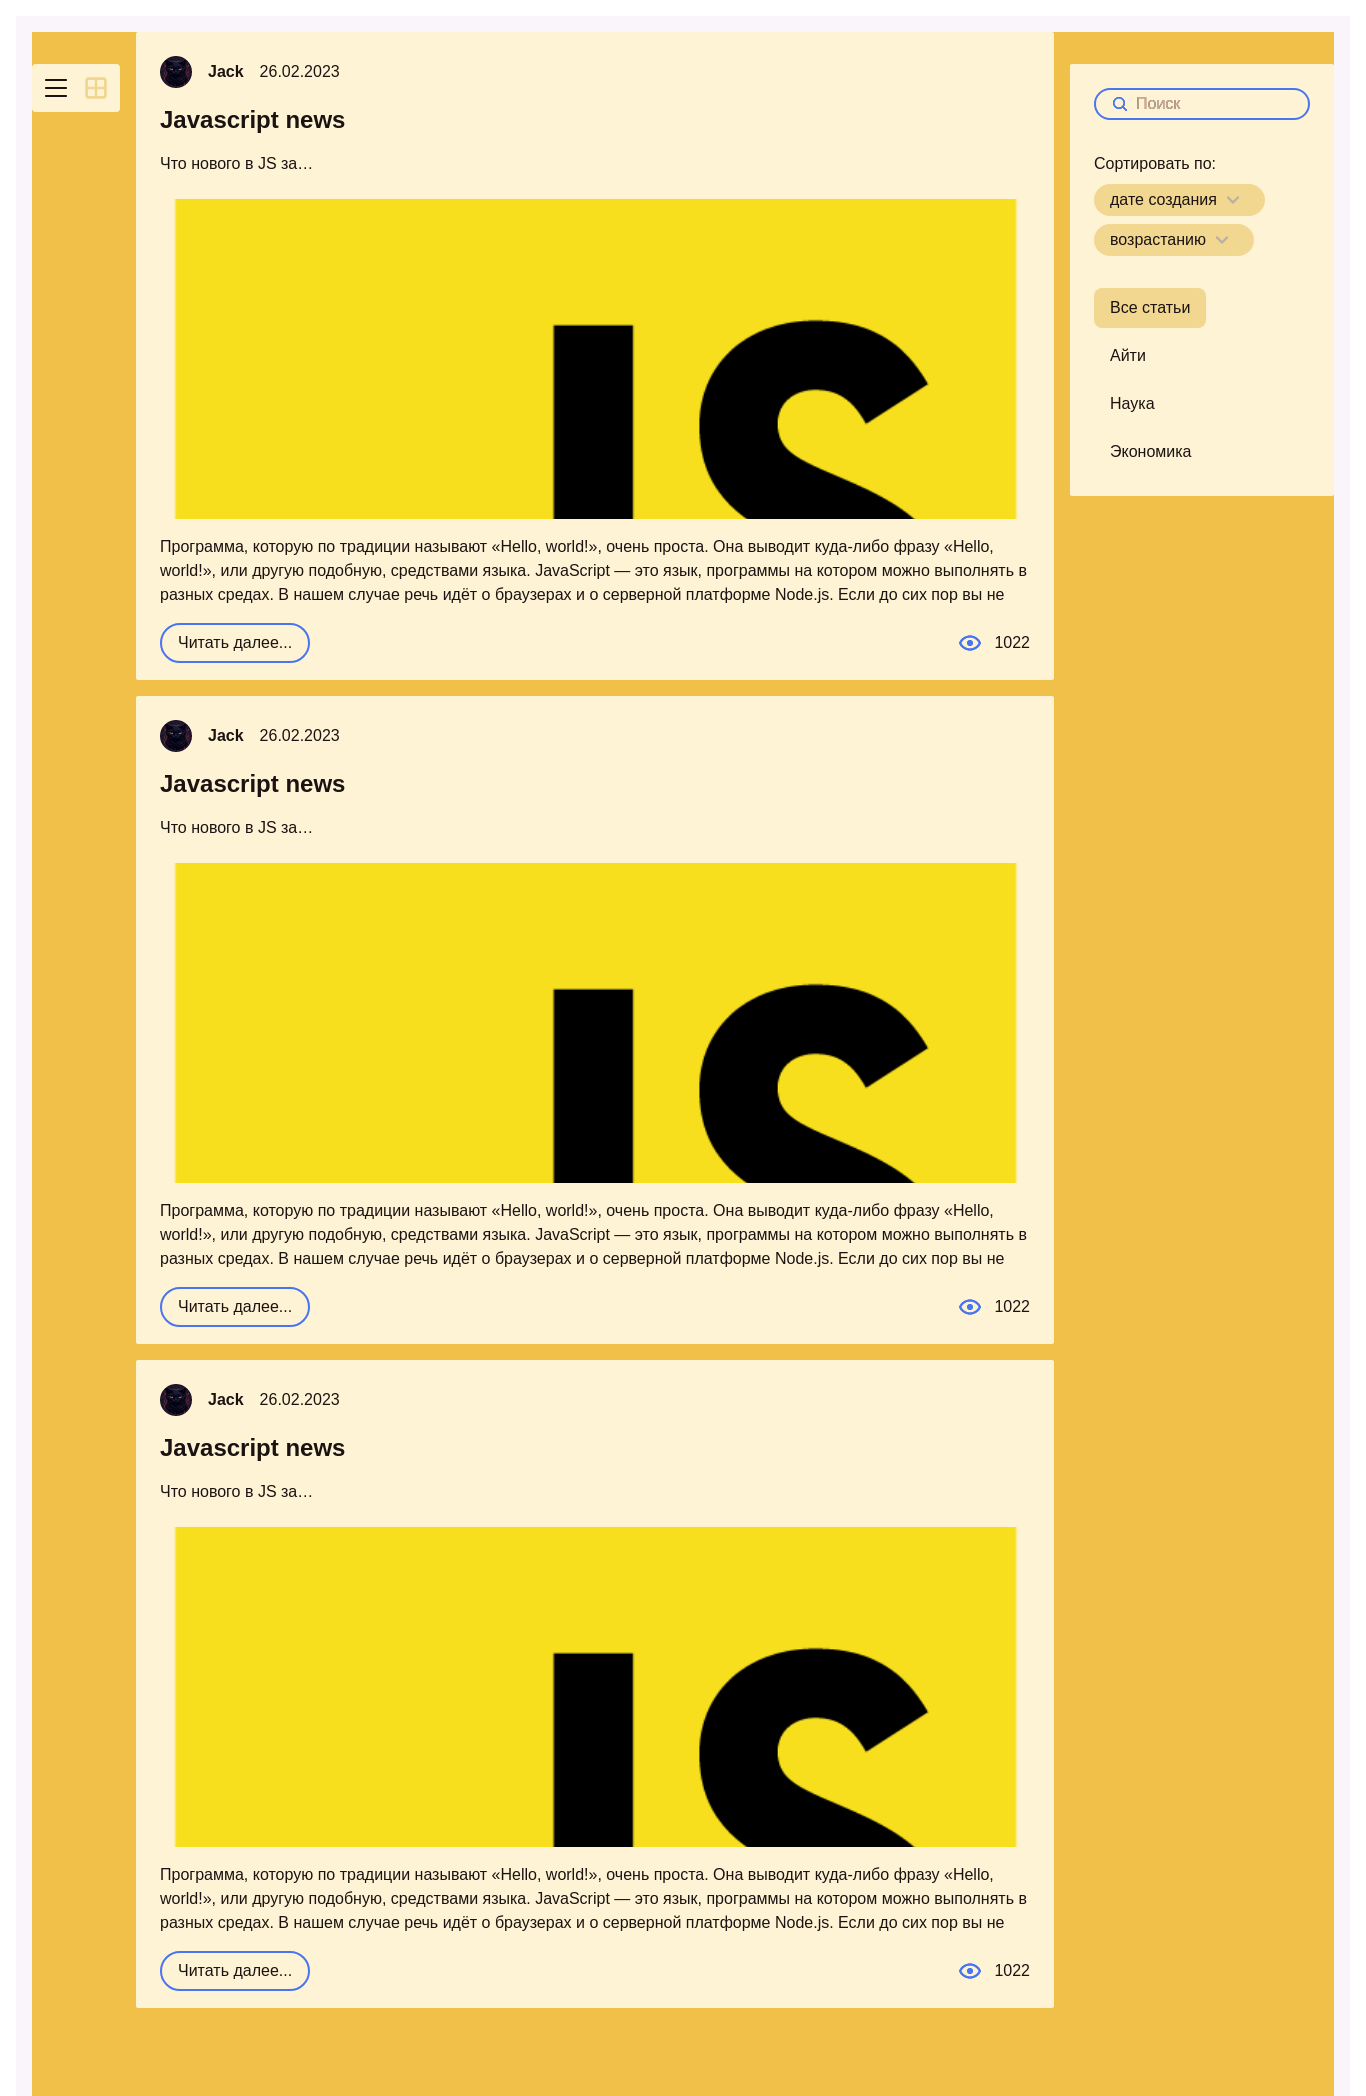 Jack 26.02.2023
Javascript news
Что нового в JS за…
JS
Программа, которую по традиции называют «Hello, world!», очень проста. Она выводит куда-либо фразу «Hello,
world!», или другую подобную, средствами языка. JavaScript — это язык, программы на котором можно выполнять в
разных средах. В нашем случае речь идёт о браузерах и о серверной платформе Node.js. Если до сих пор вы не
Читать далее...
1022
Jack 26.02.2023
Javascript news
Что нового в JS за…
JS
Программа, которую по традиции называют «Hello, world!», очень проста. Она выводит куда-либо фразу «Hello,
world!», или другую подобную, средствами языка. JavaScript — это язык, программы на котором можно выполнять в
разных средах. В нашем случае речь идёт о браузерах и о серверной платформе Node.js. Если до сих пор вы не
Читать далее...
1022
Jack 26.02.2023
Javascript news
Что нового в JS за…
JS
Программа, которую по традиции называют «Hello, world!», очень проста. Она выводит куда-либо фразу «Hello,
world!», или другую подобную, средствами языка. JavaScript — это язык, программы на котором можно выполнять в
разных средах. В нашем случае речь идёт о браузерах и о серверной платформе Node.js. Если до сих пор вы не
Читать далее...
1022
Поиск
Сортировать по:
дате создания
возрастанию
Все статьи
Айти
Наука
Экономика